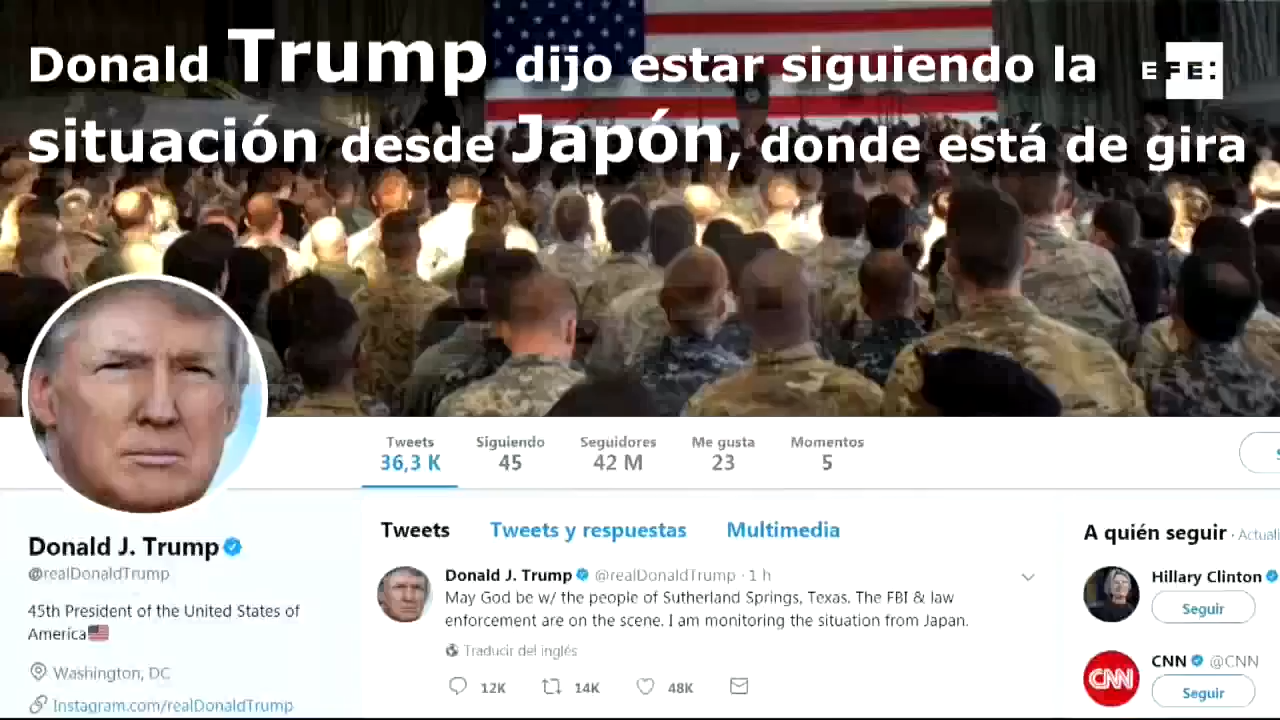 Donald Trump dijo estar siguiendo la
EFE:
situación desde Japón, donde está de gira
Tweets
36,3 K
Siguiendo
45
Seguidores
42 M
Me gusta
23
Momentos
5
Donald J. Trump
@realDonaldTrump
45th President of the United States of
America
Washington, DC
Instagram.com/realDonaldTrump
Tweets Tweets y respuestas Multimedia
Donald J. Trump @realDonaldTrump · 1 h
May God be w/ the people of Sutherland Springs, Texas. The FBI & law
enforcement are on the scene. I am monitoring the situation from Japan.
Traducir del inglés
12K 14K 48K
A quién seguir ·
Hillary Clinton
Seguir
CNN @CNN
CNN
Seguir